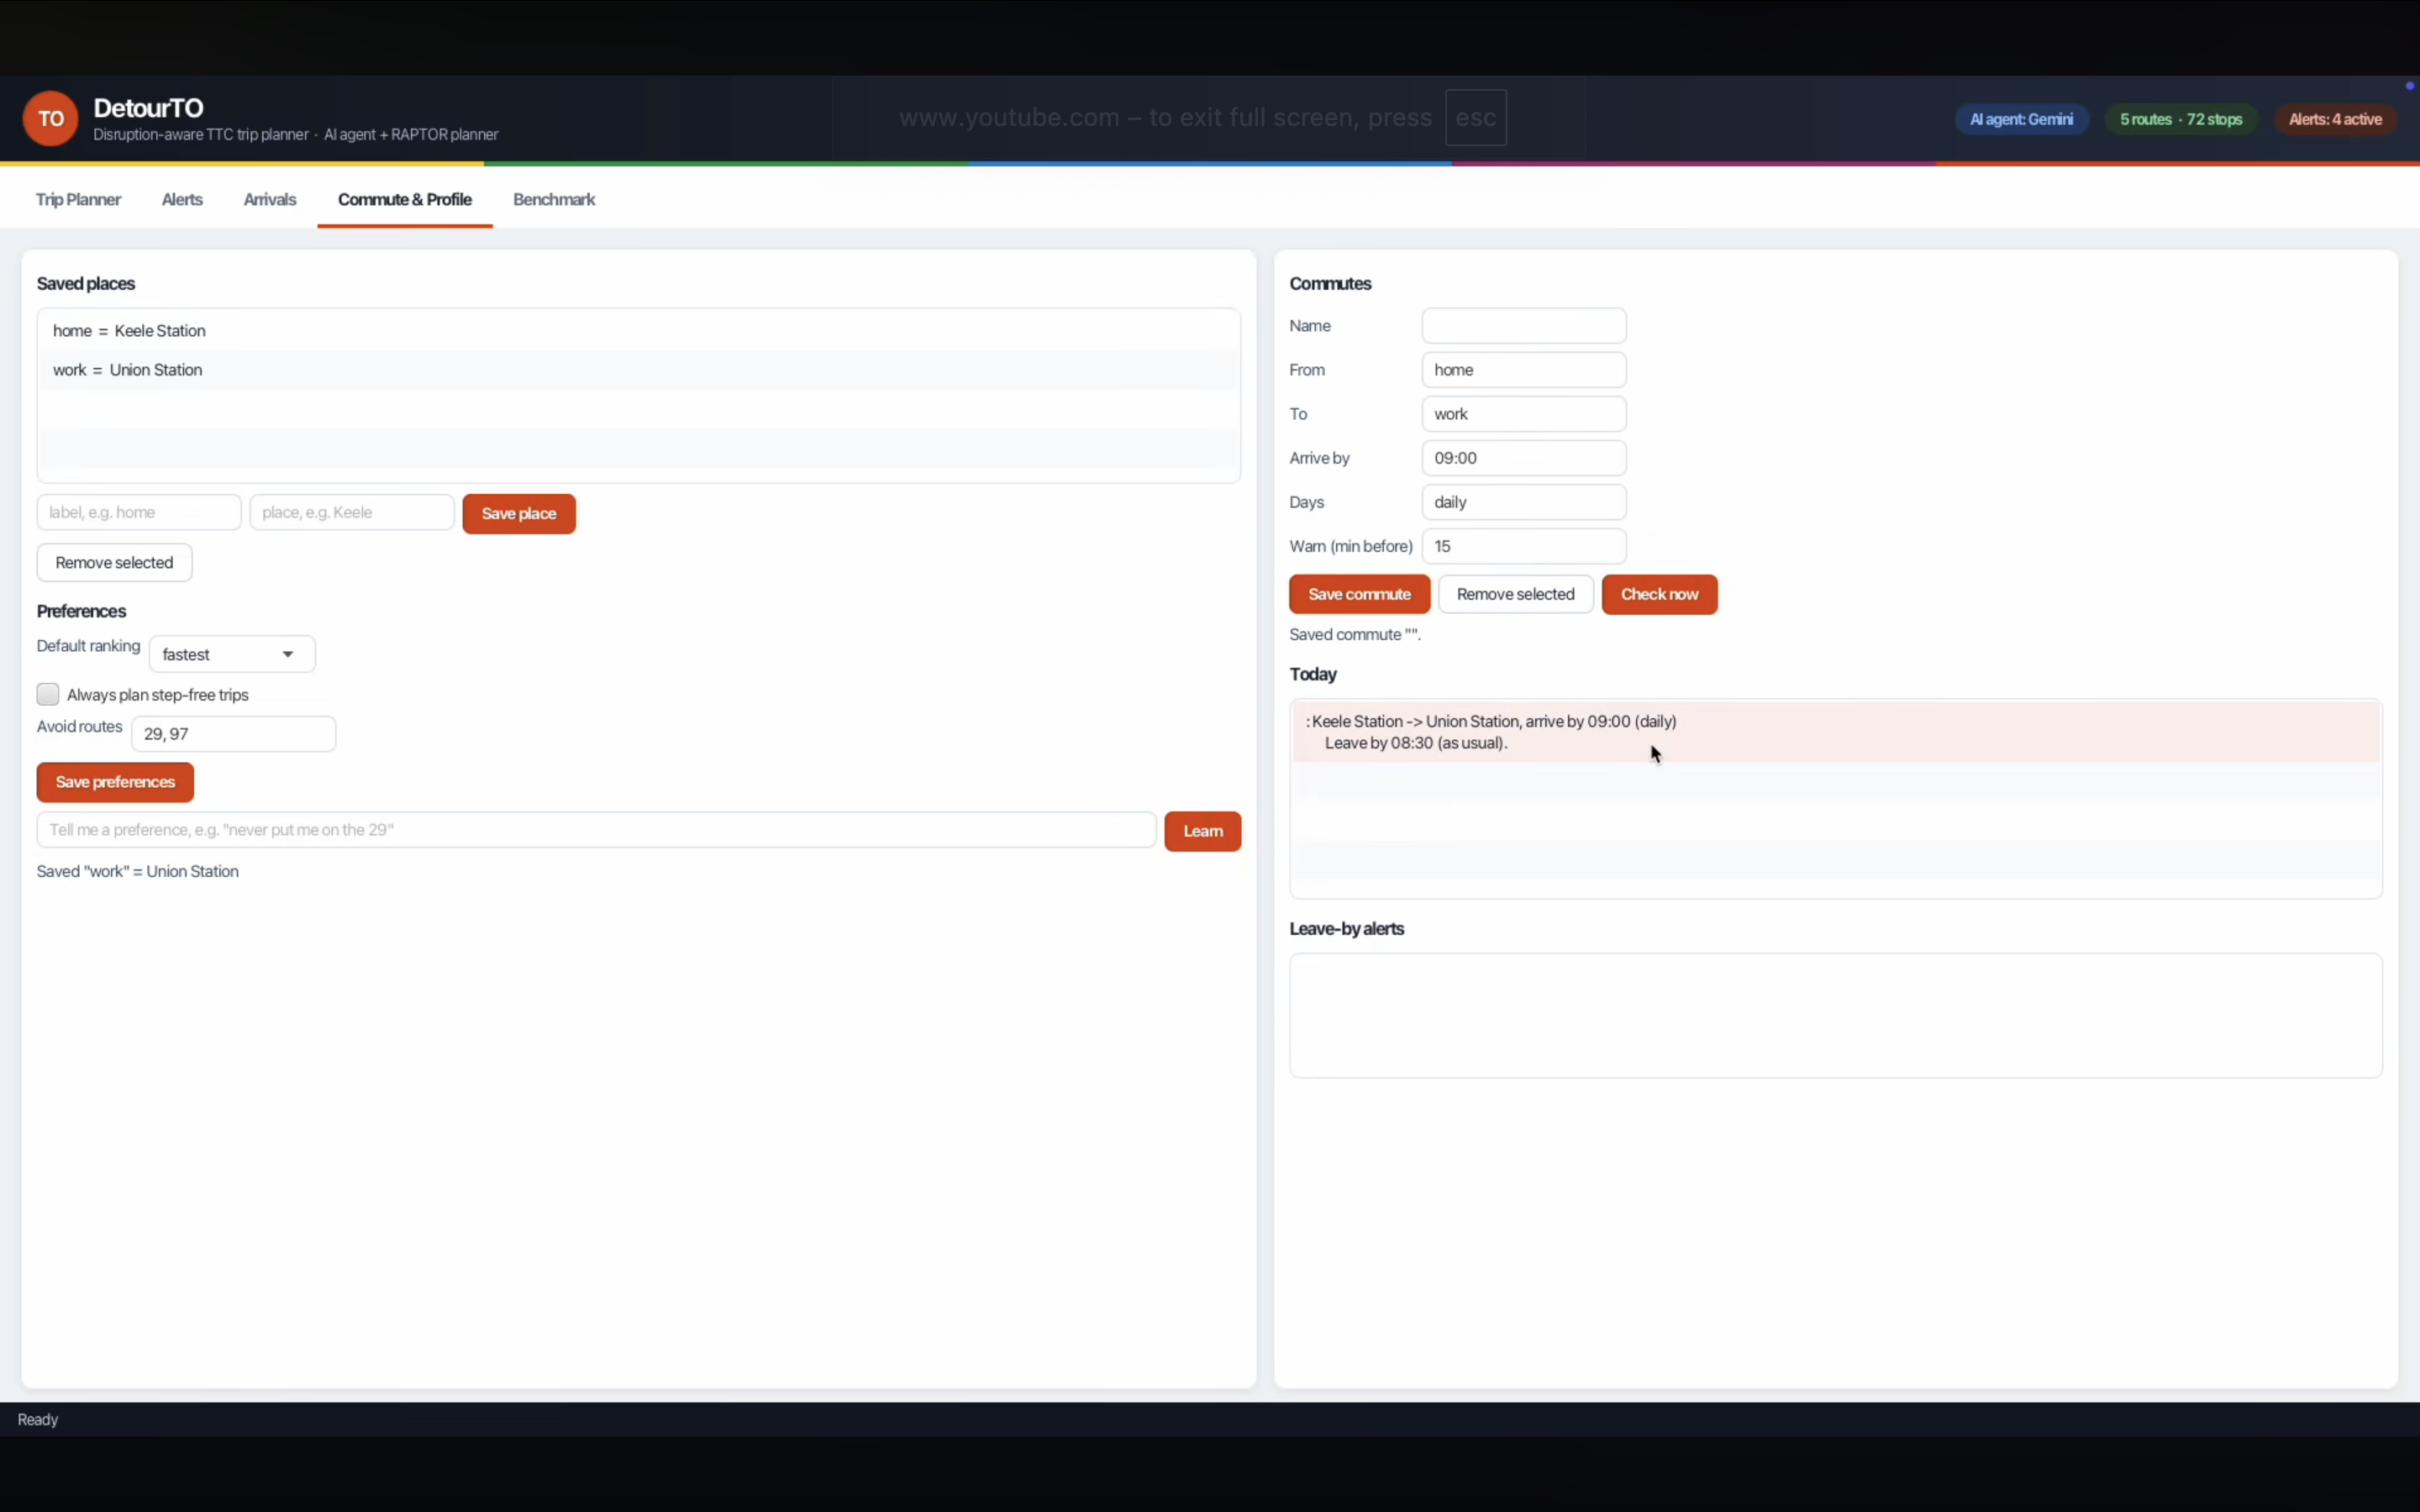 TO
DetourTO
Disruption-aware TTC trip planner · AI agent + RAPTOR planner
www.youtube.com – to exit full screen, press esc
AI agent: Gemini
5 routes · 72 stops
Alerts: 4 active
Trip Planner
Alerts
Arrivals
Commute & Profile
Benchmark
Saved places
home = Keele Station
work = Union Station
label, e.g. home
place, e.g. Keele
Save place
Remove selected
Preferences
Default ranking
fastest
Always plan step-free trips
Avoid routes
29, 97
Save preferences
Tell me a preference, e.g. "never put me on the 29"
Learn
Saved "work" = Union Station
Commutes
Name
From
home
To
work
Arrive by
09:00
Days
daily
Warn (min before)
15
Save commute
Remove selected
Check now
Saved commute "".
Today
: Keele Station -> Union Station, arrive by 09:00 (daily)
Leave by 08:30 (as usual).
Leave-by alerts
Ready